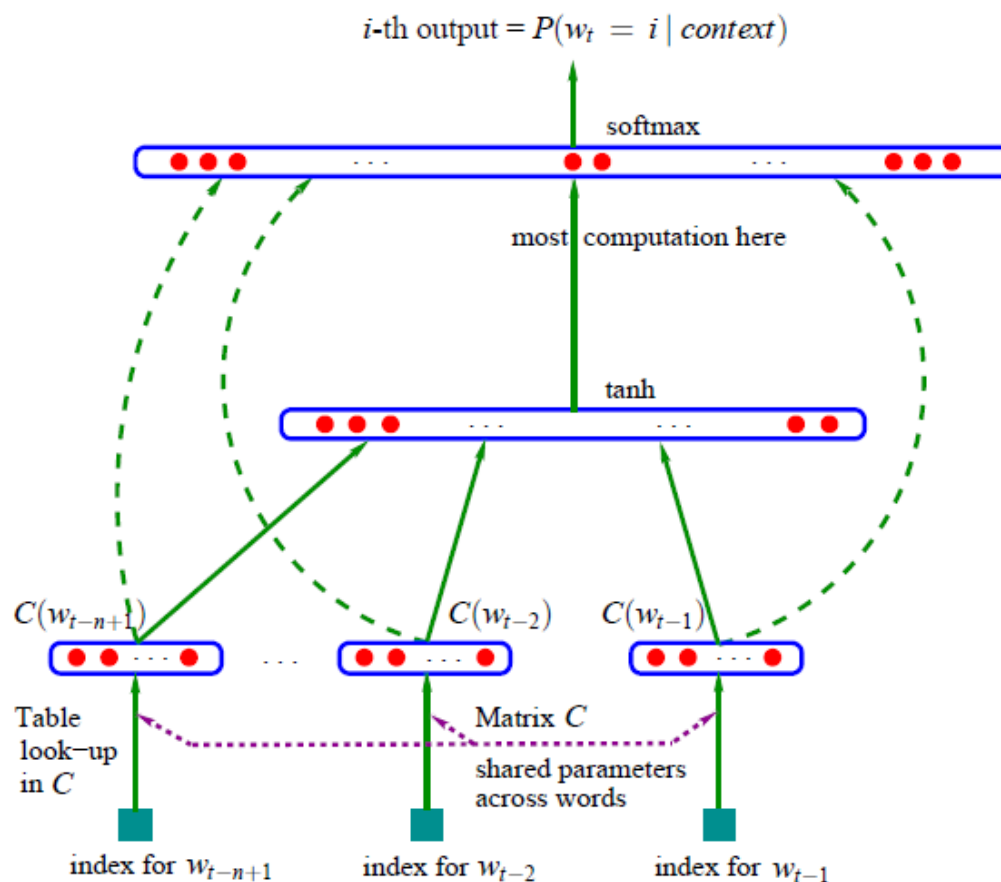 i-th output = P(w_t = i | context)
softmax
. . .
. . .
most computation here
tanh
. . .
. . .
C(w_{t−n+1})
C(w_{t−2})
C(w_{t−1})
. . .
. . .
. . .
. . .
Table
look−up
in C
Matrix C
shared parameters
across words
index for w_{t−n+1}
index for w_{t−2}
index for w_{t−1}